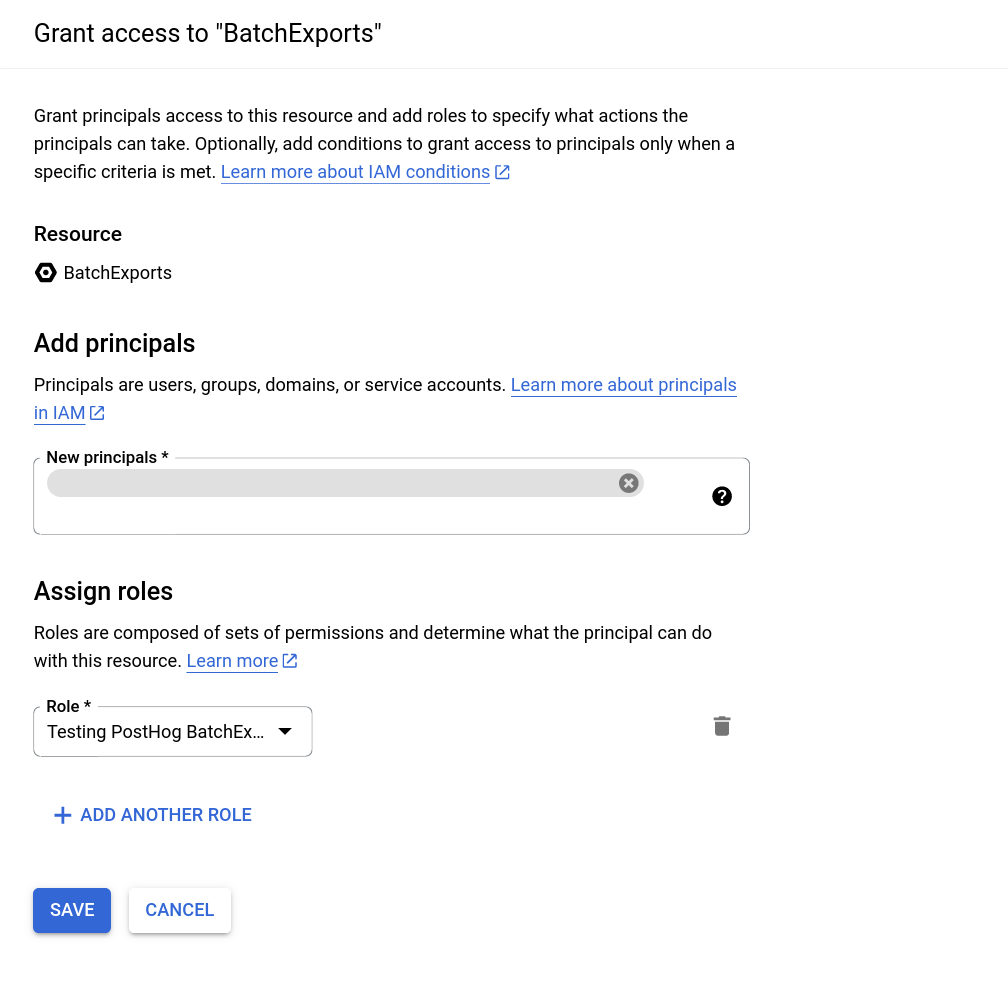 Grant access to "BatchExports"
Grant principals access to this resource and add roles to specify what actions the
principals can take. Optionally, add conditions to grant access to principals only when a
specific criteria is met. Learn more about IAM conditions
Resource
BatchExports
Add principals
Principals are users, groups, domains, or service accounts. Learn more about principals
in IAM
New principals *
Assign roles
Roles are composed of sets of permissions and determine what the principal can do
with this resource. Learn more
Role *
Testing PostHog BatchEx...
ADD ANOTHER ROLE
SAVE CANCEL